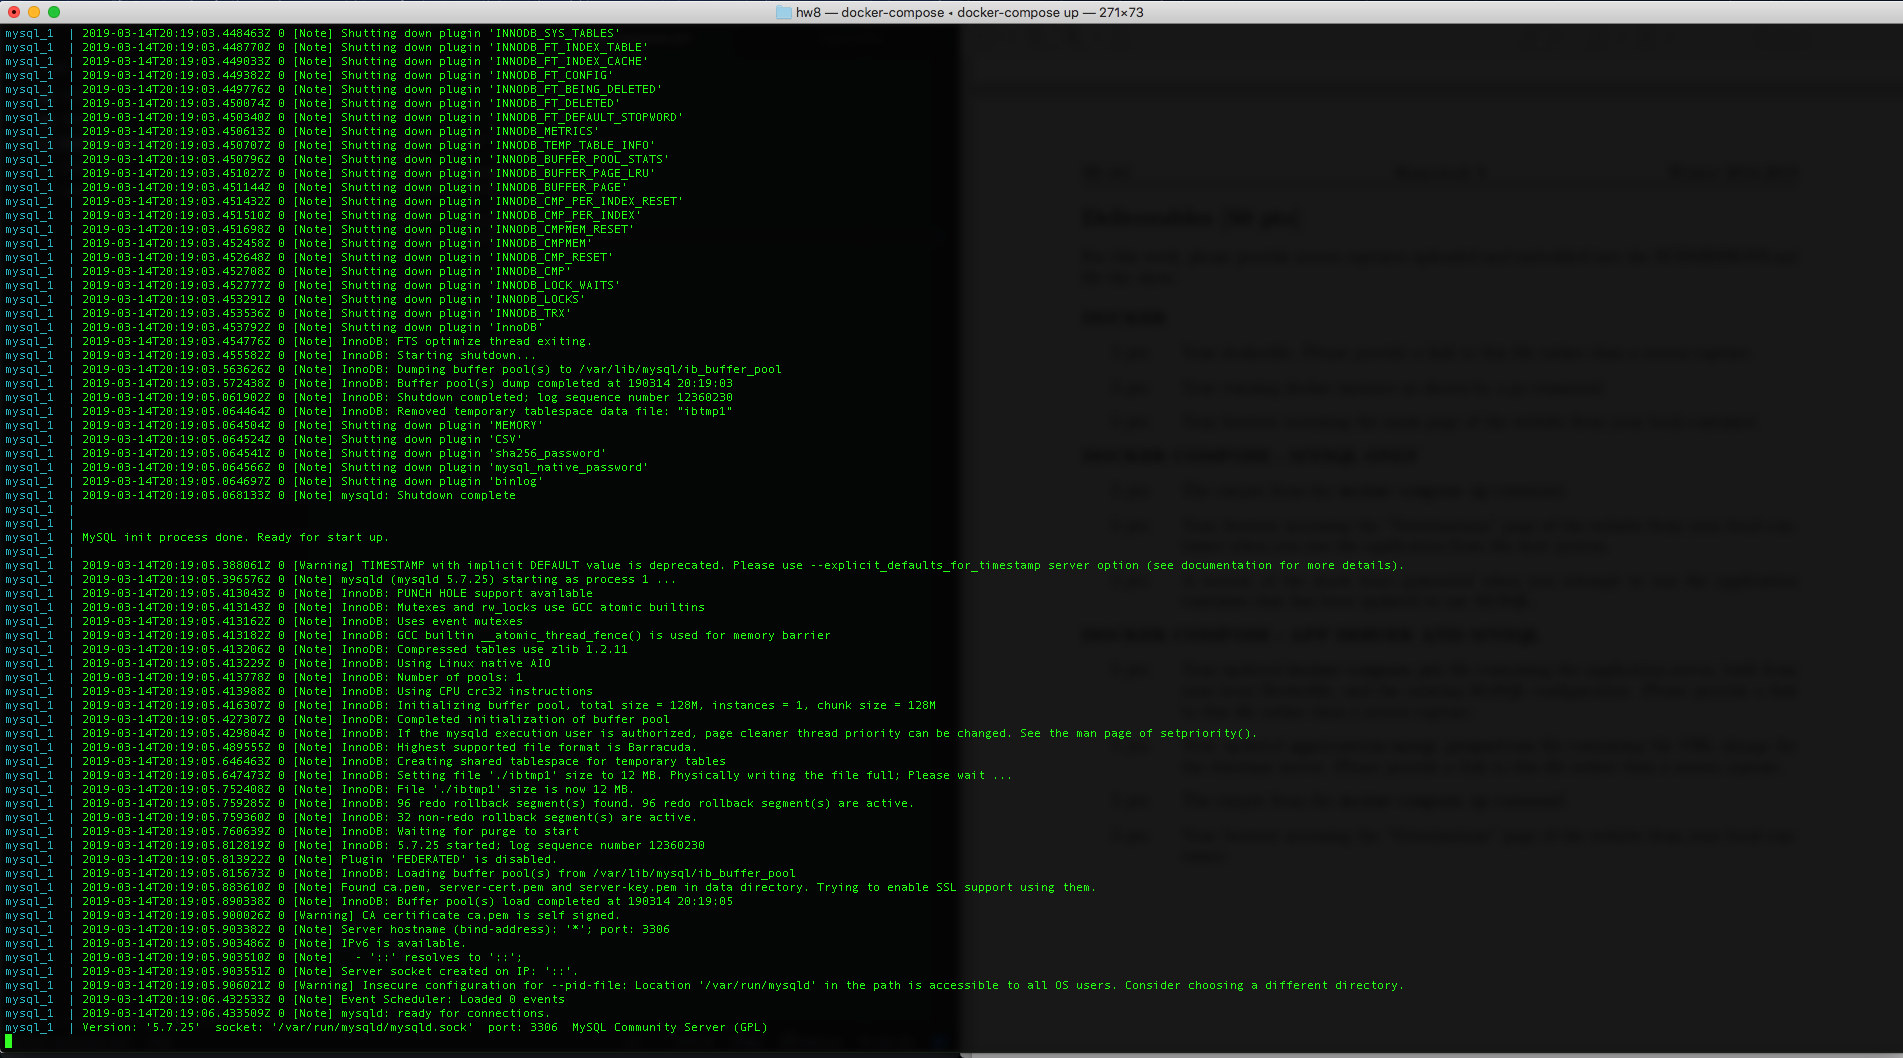 hw8 — docker-compose ◂ docker-compose up — 271×73
mysql_1  | 2019-03-14T20:19:03.448463Z 0 [Note] Shutting down plugin 'INNODB_SYS_TABLES'
mysql_1  | 2019-03-14T20:19:03.448770Z 0 [Note] Shutting down plugin 'INNODB_FT_INDEX_TABLE'
mysql_1  | 2019-03-14T20:19:03.449033Z 0 [Note] Shutting down plugin 'INNODB_FT_INDEX_CACHE'
mysql_1  | 2019-03-14T20:19:03.449382Z 0 [Note] Shutting down plugin 'INNODB_FT_CONFIG'
mysql_1  | 2019-03-14T20:19:03.449776Z 0 [Note] Shutting down plugin 'INNODB_FT_BEING_DELETED'
mysql_1  | 2019-03-14T20:19:03.450074Z 0 [Note] Shutting down plugin 'INNODB_FT_DELETED'
mysql_1  | 2019-03-14T20:19:03.450340Z 0 [Note] Shutting down plugin 'INNODB_FT_DEFAULT_STOPWORD'
mysql_1  | 2019-03-14T20:19:03.450613Z 0 [Note] Shutting down plugin 'INNODB_METRICS'
mysql_1  | 2019-03-14T20:19:03.450707Z 0 [Note] Shutting down plugin 'INNODB_TEMP_TABLE_INFO'
mysql_1  | 2019-03-14T20:19:03.450796Z 0 [Note] Shutting down plugin 'INNODB_BUFFER_POOL_STATS'
mysql_1  | 2019-03-14T20:19:03.451027Z 0 [Note] Shutting down plugin 'INNODB_BUFFER_PAGE_LRU'
mysql_1  | 2019-03-14T20:19:03.451144Z 0 [Note] Shutting down plugin 'INNODB_BUFFER_PAGE'
mysql_1  | 2019-03-14T20:19:03.451432Z 0 [Note] Shutting down plugin 'INNODB_CMP_PER_INDEX_RESET'
mysql_1  | 2019-03-14T20:19:03.451510Z 0 [Note] Shutting down plugin 'INNODB_CMP_PER_INDEX'
mysql_1  | 2019-03-14T20:19:03.451698Z 0 [Note] Shutting down plugin 'INNODB_CMPMEM_RESET'
mysql_1  | 2019-03-14T20:19:03.452458Z 0 [Note] Shutting down plugin 'INNODB_CMPMEM'
mysql_1  | 2019-03-14T20:19:03.452648Z 0 [Note] Shutting down plugin 'INNODB_CMP_RESET'
mysql_1  | 2019-03-14T20:19:03.452708Z 0 [Note] Shutting down plugin 'INNODB_CMP'
mysql_1  | 2019-03-14T20:19:03.452777Z 0 [Note] Shutting down plugin 'INNODB_LOCK_WAITS'
mysql_1  | 2019-03-14T20:19:03.453291Z 0 [Note] Shutting down plugin 'INNODB_LOCKS'
mysql_1  | 2019-03-14T20:19:03.453536Z 0 [Note] Shutting down plugin 'INNODB_TRX'
mysql_1  | 2019-03-14T20:19:03.453792Z 0 [Note] Shutting down plugin 'InnoDB'
mysql_1  | 2019-03-14T20:19:03.454776Z 0 [Note] InnoDB: FTS optimize thread exiting.
mysql_1  | 2019-03-14T20:19:03.455582Z 0 [Note] InnoDB: Starting shutdown...
mysql_1  | 2019-03-14T20:19:03.563626Z 0 [Note] InnoDB: Dumping buffer pool(s) to /var/lib/mysql/ib_buffer_pool
mysql_1  | 2019-03-14T20:19:03.572438Z 0 [Note] InnoDB: Buffer pool(s) dump completed at 190314 20:19:03
mysql_1  | 2019-03-14T20:19:05.061902Z 0 [Note] InnoDB: Shutdown completed; log sequence number 12360230
mysql_1  | 2019-03-14T20:19:05.064464Z 0 [Note] InnoDB: Removed temporary tablespace data file: "ibtmp1"
mysql_1  | 2019-03-14T20:19:05.064504Z 0 [Note] Shutting down plugin 'MEMORY'
mysql_1  | 2019-03-14T20:19:05.064524Z 0 [Note] Shutting down plugin 'CSV'
mysql_1  | 2019-03-14T20:19:05.064541Z 0 [Note] Shutting down plugin 'sha256_password'
mysql_1  | 2019-03-14T20:19:05.064566Z 0 [Note] Shutting down plugin 'mysql_native_password'
mysql_1  | 2019-03-14T20:19:05.064697Z 0 [Note] Shutting down plugin 'binlog'
mysql_1  | 2019-03-14T20:19:05.068133Z 0 [Note] mysqld: Shutdown complete
mysql_1  |
mysql_1  |
mysql_1  | MySQL init process done. Ready for start up.
mysql_1  |
mysql_1  | 2019-03-14T20:19:05.388061Z 0 [Warning] TIMESTAMP with implicit DEFAULT value is deprecated. Please use --explicit_defaults_for_timestamp server option (see documentation for more details).
mysql_1  | 2019-03-14T20:19:05.396576Z 0 [Note] mysqld (mysqld 5.7.25) starting as process 1 ...
mysql_1  | 2019-03-14T20:19:05.413043Z 0 [Note] InnoDB: PUNCH HOLE support available
mysql_1  | 2019-03-14T20:19:05.413143Z 0 [Note] InnoDB: Mutexes and rw_locks use GCC atomic builtins
mysql_1  | 2019-03-14T20:19:05.413162Z 0 [Note] InnoDB: Uses event mutexes
mysql_1  | 2019-03-14T20:19:05.413182Z 0 [Note] InnoDB: GCC builtin __atomic_thread_fence() is used for memory barrier
mysql_1  | 2019-03-14T20:19:05.413206Z 0 [Note] InnoDB: Compressed tables use zlib 1.2.11
mysql_1  | 2019-03-14T20:19:05.413229Z 0 [Note] InnoDB: Using Linux native AIO
mysql_1  | 2019-03-14T20:19:05.413778Z 0 [Note] InnoDB: Number of pools: 1
mysql_1  | 2019-03-14T20:19:05.413988Z 0 [Note] InnoDB: Using CPU crc32 instructions
mysql_1  | 2019-03-14T20:19:05.416307Z 0 [Note] InnoDB: Initializing buffer pool, total size = 128M, instances = 1, chunk size = 128M
mysql_1  | 2019-03-14T20:19:05.427307Z 0 [Note] InnoDB: Completed initialization of buffer pool
mysql_1  | 2019-03-14T20:19:05.429804Z 0 [Note] InnoDB: If the mysqld execution user is authorized, page cleaner thread priority can be changed. See the man page of setpriority().
mysql_1  | 2019-03-14T20:19:05.489555Z 0 [Note] InnoDB: Highest supported file format is Barracuda.
mysql_1  | 2019-03-14T20:19:05.646463Z 0 [Note] InnoDB: Creating shared tablespace for temporary tables
mysql_1  | 2019-03-14T20:19:05.647473Z 0 [Note] InnoDB: Setting file './ibtmp1' size to 12 MB. Physically writing the file full; Please wait ...
mysql_1  | 2019-03-14T20:19:05.752408Z 0 [Note] InnoDB: File './ibtmp1' size is now 12 MB.
mysql_1  | 2019-03-14T20:19:05.759285Z 0 [Note] InnoDB: 96 redo rollback segment(s) found. 96 redo rollback segment(s) are active.
mysql_1  | 2019-03-14T20:19:05.759360Z 0 [Note] InnoDB: 32 non-redo rollback segment(s) are active.
mysql_1  | 2019-03-14T20:19:05.760639Z 0 [Note] InnoDB: Waiting for purge to start
mysql_1  | 2019-03-14T20:19:05.812819Z 0 [Note] InnoDB: 5.7.25 started; log sequence number 12360230
mysql_1  | 2019-03-14T20:19:05.813922Z 0 [Note] Plugin 'FEDERATED' is disabled.
mysql_1  | 2019-03-14T20:19:05.815673Z 0 [Note] InnoDB: Loading buffer pool(s) from /var/lib/mysql/ib_buffer_pool
mysql_1  | 2019-03-14T20:19:05.883610Z 0 [Note] Found ca.pem, server-cert.pem and server-key.pem in data directory. Trying to enable SSL support using them.
mysql_1  | 2019-03-14T20:19:05.890338Z 0 [Note] InnoDB: Buffer pool(s) load completed at 190314 20:19:05
mysql_1  | 2019-03-14T20:19:05.900026Z 0 [Warning] CA certificate ca.pem is self signed.
mysql_1  | 2019-03-14T20:19:05.903382Z 0 [Note] Server hostname (bind-address): '*'; port: 3306
mysql_1  | 2019-03-14T20:19:05.903486Z 0 [Note] IPv6 is available.
mysql_1  | 2019-03-14T20:19:05.903510Z 0 [Note]   - '::' resolves to '::';
mysql_1  | 2019-03-14T20:19:05.903551Z 0 [Note] Server socket created on IP: '::'.
mysql_1  | 2019-03-14T20:19:05.906021Z 0 [Warning] Insecure configuration for --pid-file: Location '/var/run/mysqld' in the path is accessible to all OS users. Consider choosing a different directory.
mysql_1  | 2019-03-14T20:19:06.432533Z 0 [Note] Event Scheduler: Loaded 0 events
mysql_1  | 2019-03-14T20:19:06.433509Z 0 [Note] mysqld: ready for connections.
mysql_1  | Version: '5.7.25'  socket: '/var/run/mysqld/mysqld.sock'  port: 3306  MySQL Community Server (GPL)